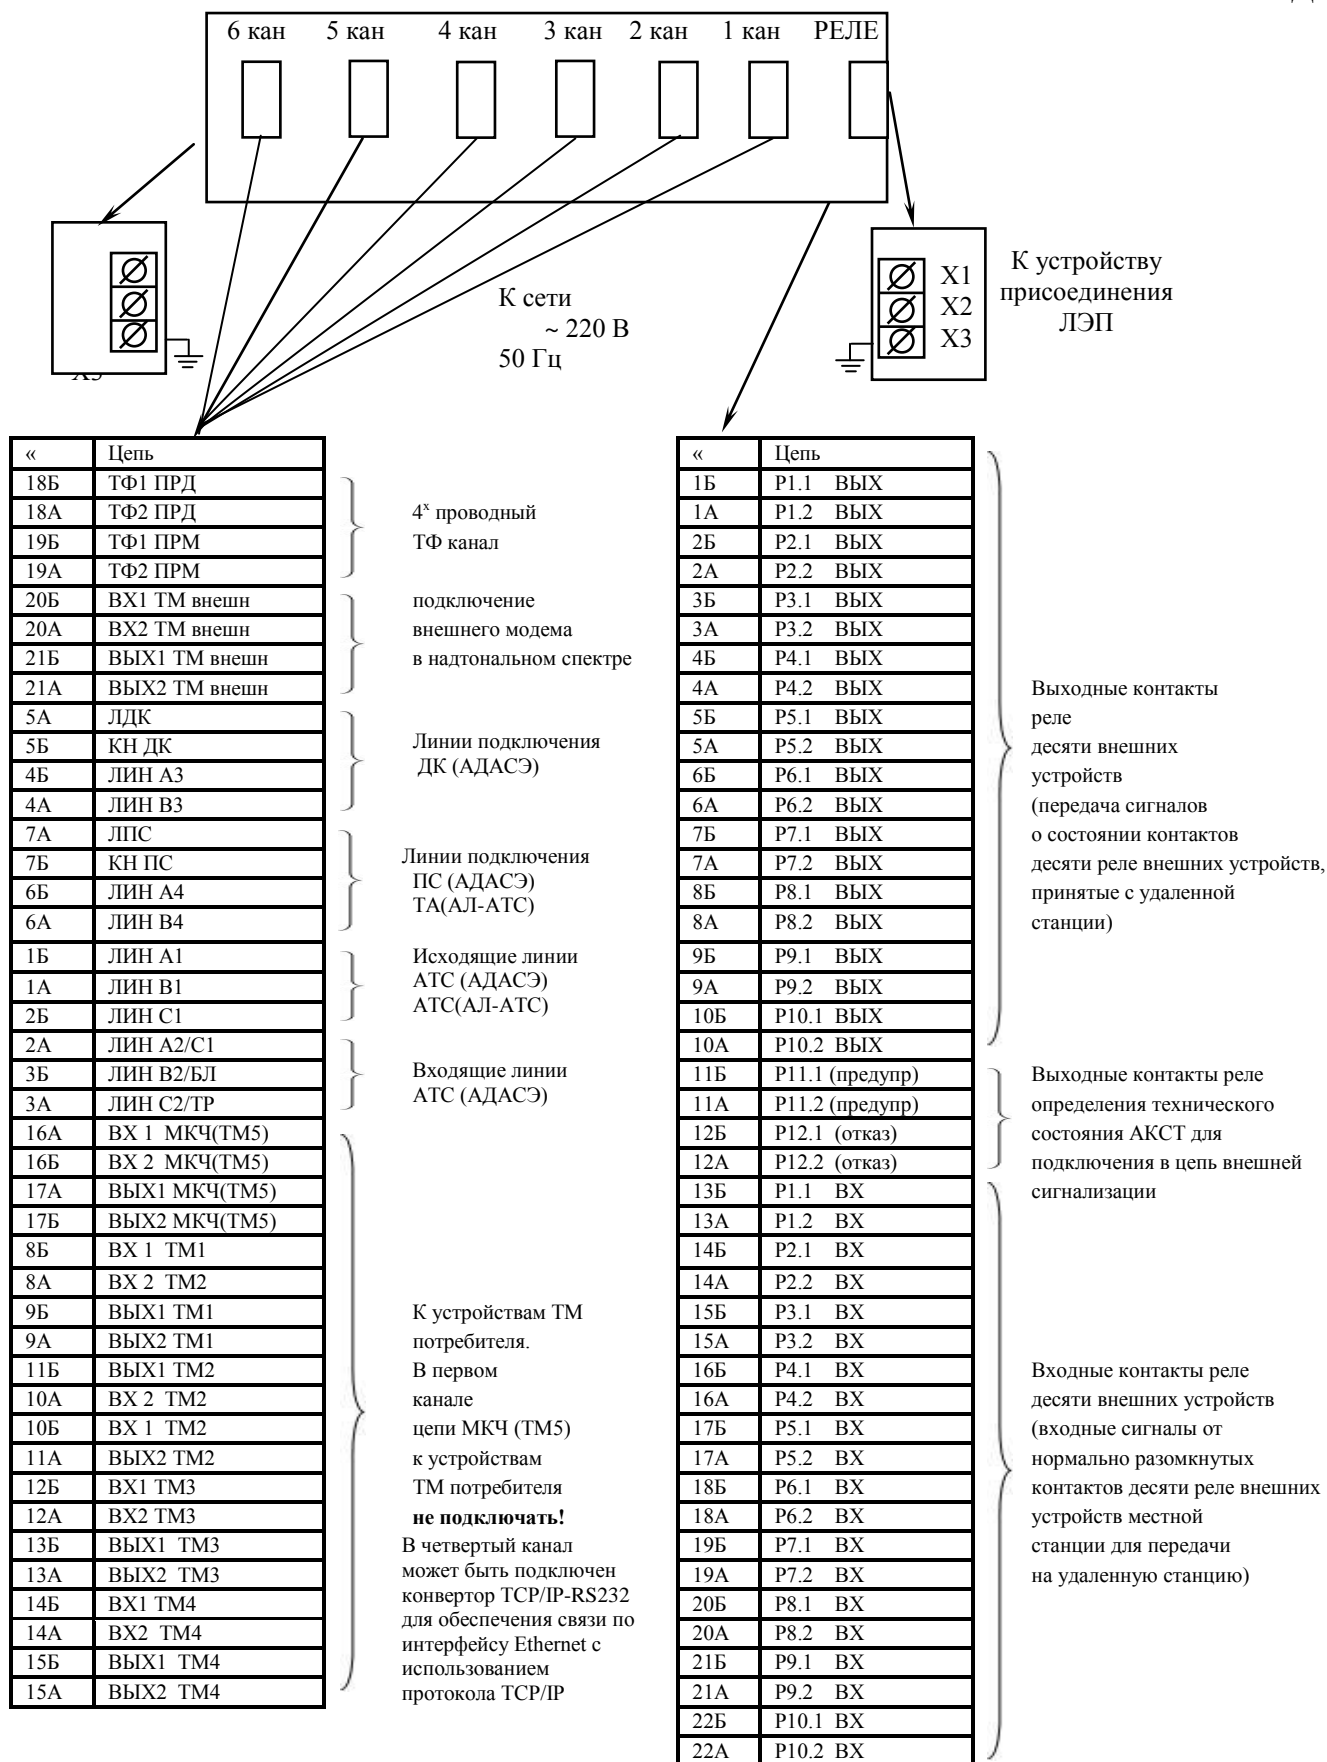 6 кан 5 кан 4 кан 3 кан 2 кан 1 кан РЕЛЕ
К сети
~ 220 В
50 Гц
X1
X2
X3
К устройству
присоединения
ЛЭП
« Цепь
18Б ТФ1 ПРД
18А ТФ2 ПРД
19Б ТФ1 ПРМ
19А ТФ2 ПРМ
20Б ВХ1 ТМ внешн
20А ВХ2 ТМ внешн
21Б ВЫХ1 ТМ внешн
21А ВЫХ2 ТМ внешн
5А ЛДК
5Б КН ДК
4Б ЛИН А3
4А ЛИН В3
7А ЛПС
7Б КН ПС
6Б ЛИН А4
6А ЛИН В4
1Б ЛИН А1
1А ЛИН В1
2Б ЛИН С1
2А ЛИН А2/С1
3Б ЛИН В2/БЛ
3А ЛИН С2/ТР
16А ВХ 1 МКЧ(ТМ5)
16Б ВХ 2 МКЧ(ТМ5)
17А ВЫХ1 МКЧ(ТМ5)
17Б ВЫХ2 МКЧ(ТМ5)
8Б ВХ 1 ТМ1
8А ВХ 2 ТМ2
9Б ВЫХ1 ТМ1
9А ВЫХ2 ТМ1
11Б ВЫХ1 ТМ2
10А ВХ 2 ТМ2
10Б ВХ 1 ТМ2
11А ВЫХ2 ТМ2
12Б ВХ1 ТМ3
12А ВХ2 ТМ3
13Б ВЫХ1 ТМ3
13А ВЫХ2 ТМ3
14Б ВХ1 ТМ4
14А ВХ2 ТМ4
15Б ВЫХ1 ТМ4
15А ВЫХ2 ТМ4
4х проводный
ТФ канал
подключение
внешнего модема
в надтональном спектре
Линии подключения
ДК (АДАСЭ)
Линии подключения
ПС (АДАСЭ)
ТА(АЛ-АТС)
Исходящие линии
АТС (АДАСЭ)
АТС(АЛ-АТС)
Входящие линии
АТС (АДАСЭ)
К устройствам ТМ
потребителя.
В первом
канале
цепи МКЧ (ТМ5)
к устройствам
ТМ потребителя
не подключать!
В четвертый канал
может быть подключен
конвертор TCP/IP-RS232
для обеспечения связи по
интерфейсу Ethernet с
использованием
протокола TCP/IP
« Цепь
1Б Р1.1 ВЫХ
1А Р1.2 ВЫХ
2Б Р2.1 ВЫХ
2А Р2.2 ВЫХ
3Б Р3.1 ВЫХ
3А Р3.2 ВЫХ
4Б Р4.1 ВЫХ
4А Р4.2 ВЫХ
5Б Р5.1 ВЫХ
5А Р5.2 ВЫХ
6Б Р6.1 ВЫХ
6А Р6.2 ВЫХ
7Б Р7.1 ВЫХ
7А Р7.2 ВЫХ
8Б Р8.1 ВЫХ
8А Р8.2 ВЫХ
9Б Р9.1 ВЫХ
9А Р9.2 ВЫХ
10Б Р10.1 ВЫХ
10А Р10.2 ВЫХ
11Б Р11.1 (предупр)
11А Р11.2 (предупр)
12Б Р12.1 (отказ)
12А Р12.2 (отказ)
13Б Р1.1 ВХ
13А Р1.2 ВХ
14Б Р2.1 ВХ
14А Р2.2 ВХ
15Б Р3.1 ВХ
15А Р3.2 ВХ
16Б Р4.1 ВХ
16А Р4.2 ВХ
17Б Р5.1 ВХ
17А Р5.2 ВХ
18Б Р6.1 ВХ
18А Р6.2 ВХ
19Б Р7.1 ВХ
19А Р7.2 ВХ
20Б Р8.1 ВХ
20А Р8.2 ВХ
21Б Р9.1 ВХ
21А Р9.2 ВХ
22Б Р10.1 ВХ
22А Р10.2 ВХ
Выходные контакты
реле
десяти внешних
устройств
(передача сигналов
о состоянии контактов
десяти реле внешних устройств,
принятые с удаленной
станции)
Выходные контакты реле
определения технического
состояния АКСТ для
подключения в цепь внешней
сигнализации
Входные контакты реле
десяти внешних устройств
(входные сигналы от
нормально разомкнутых
контактов десяти реле внешних
устройств местной
станции для передачи
на удаленную станцию)